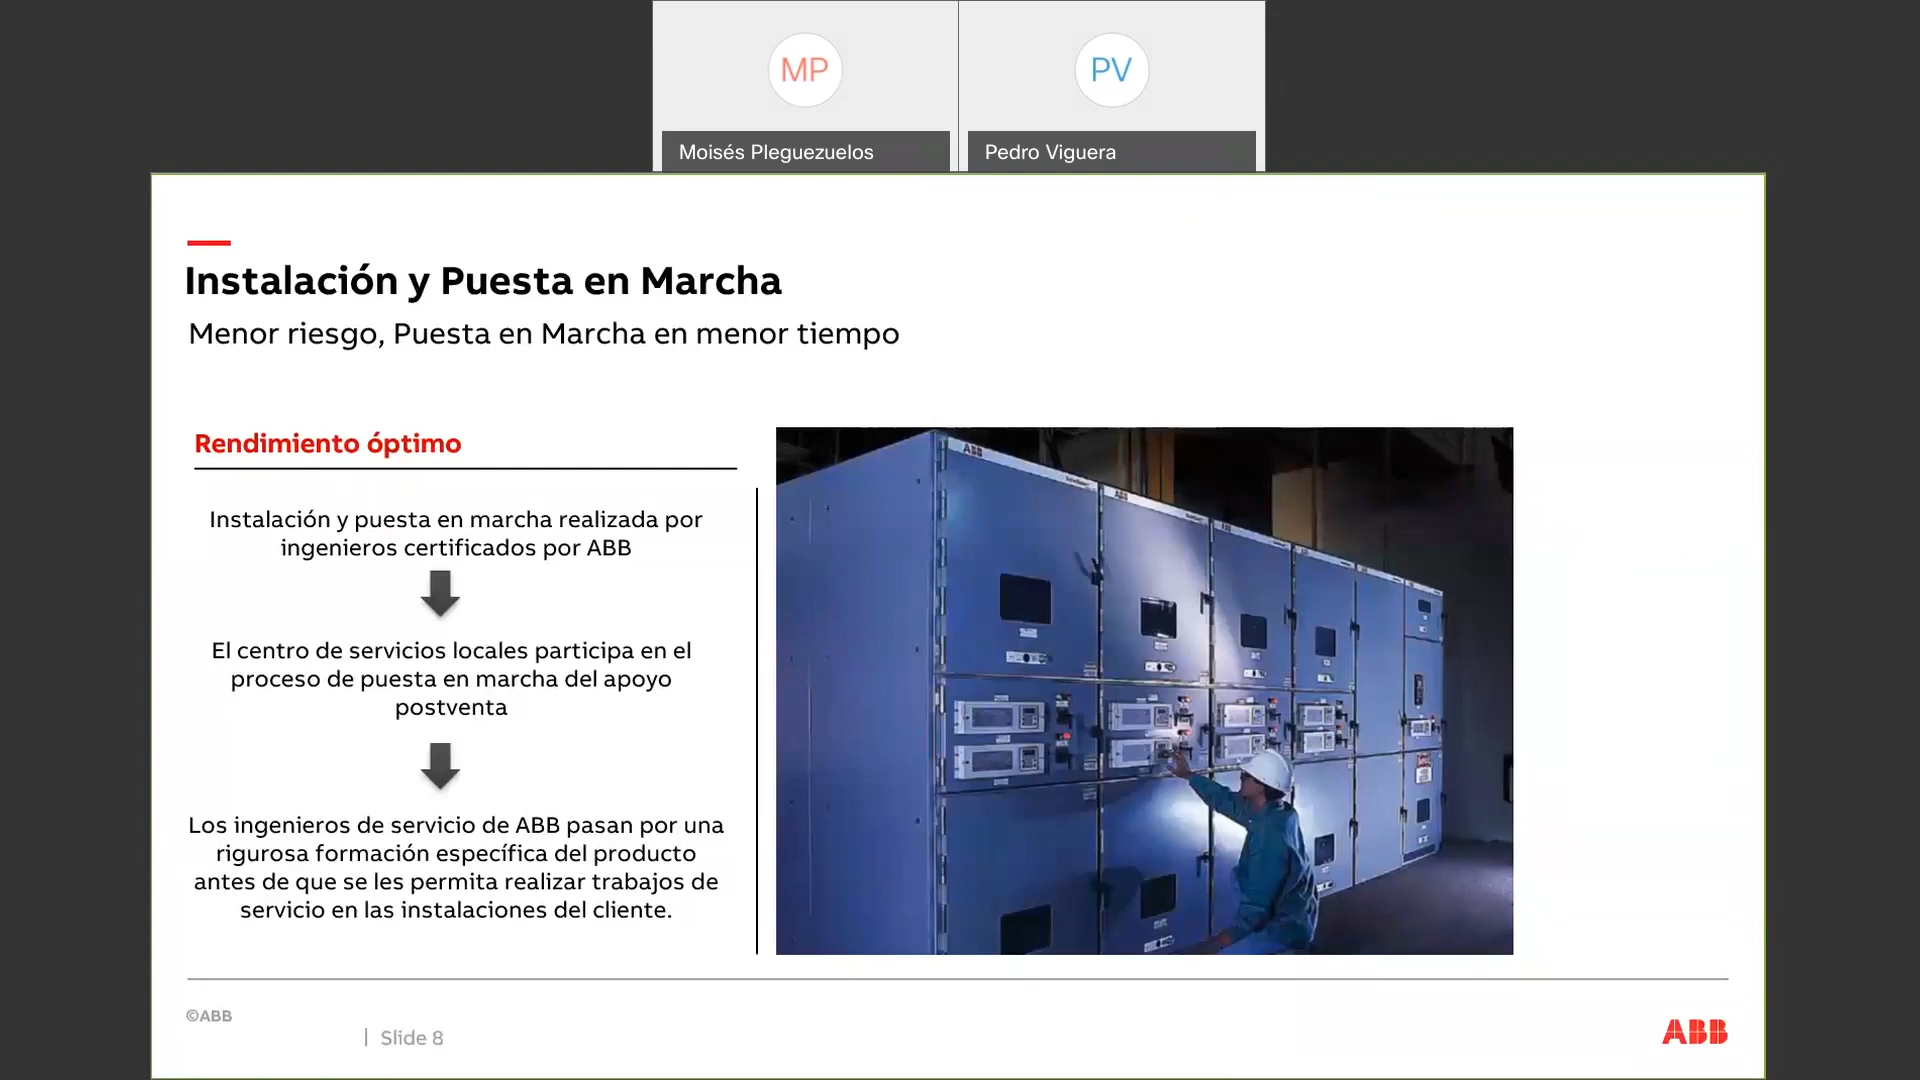 MP
PV
Moisés Pleguezuelos
Pedro Viguera
Instalación y Puesta en Marcha
Menor riesgo, Puesta en Marcha en menor tiempo
Rendimiento óptimo
Instalación y puesta en marcha realizada por
ingenieros certificados por ABB
El centro de servicios locales participa en el
proceso de puesta en marcha del apoyo
postventa
Los ingenieros de servicio de ABB pasan por una
rigurosa formación específica del producto
antes de que se les permita realizar trabajos de
servicio en las instalaciones del cliente.
ABB
ABB
ABB
©ABB
| Slide 8
ABB